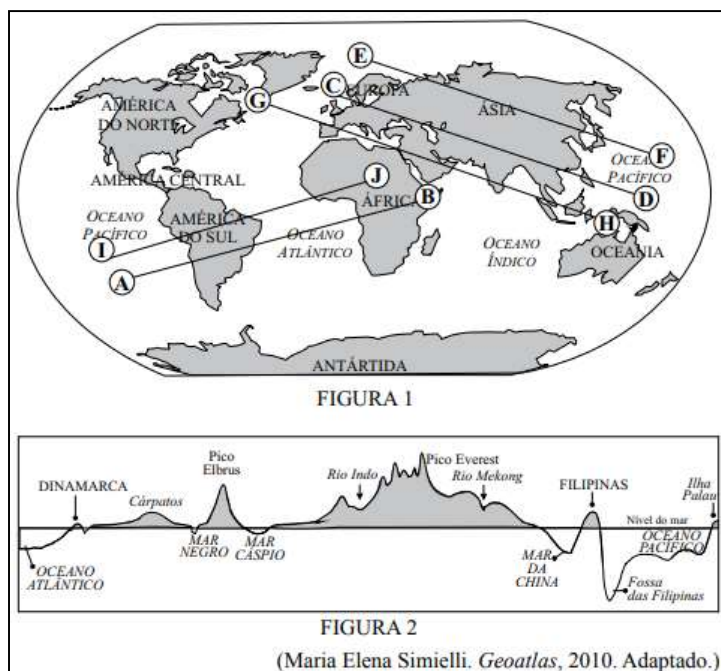 E
C
EUROPA
G
AMÉRICA
DO NORTE
ÁSIA
F
OCEANO
PACÍFICO
J
AMÉRICA CENTRAL
ÁFRICA
B
D
OCEANO
PACÍFICO
AMÉRICA
DO SUL
H
I
OCEANO
ATLÂNTICO
OCEANO
ÍNDICO
OCEANIA
A
ANTÁRTIDA
FIGURA 1
Pico
Elbrus
Pico Everest
DINAMARCA
Rio Indo
Rio Mekong
FILIPINAS
Ilha
Palau
Cárpatos
Nível do mar
OCEANO
PACÍFICO
MAR
NEGRO
MAR
CÁSPIO
OCEANO
ATLÂNTICO
MAR
DA
CHINA
Fossa
das Filipinas
FIGURA 2
(Maria Elena Simielli. Geoatlas, 2010. Adaptado.)